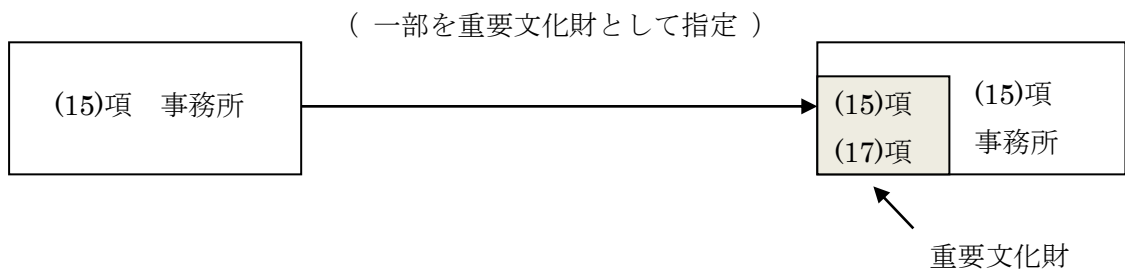 ( 一部を重要文化財として指定 )
(15)項　事務所
(15)項
(17)項
(15)項
事務所
重要文化財